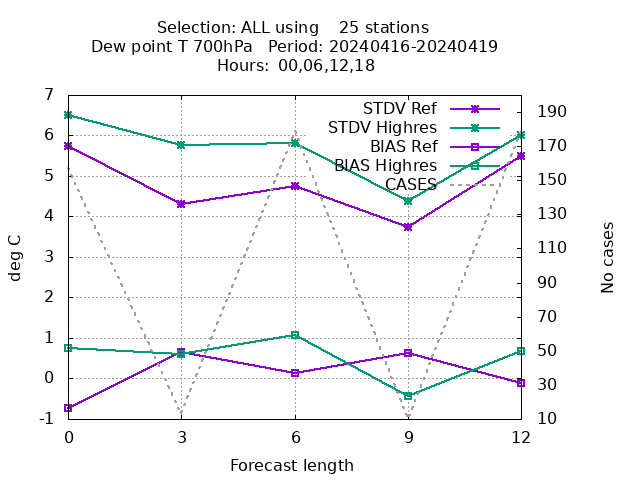 Selection: ALL using    25 stations
Dew point T 700hPa   Period: 20240416-20240419
Hours: 00,06,12,18
STDV Ref
STDV Highres
BIAS Ref
BIAS Highres
CASES
7
6
5
4
3
2
1
0
-1
deg C
190
170
150
130
110
90
70
50
30
10
No cases
0 3 6 9 12
Forecast length